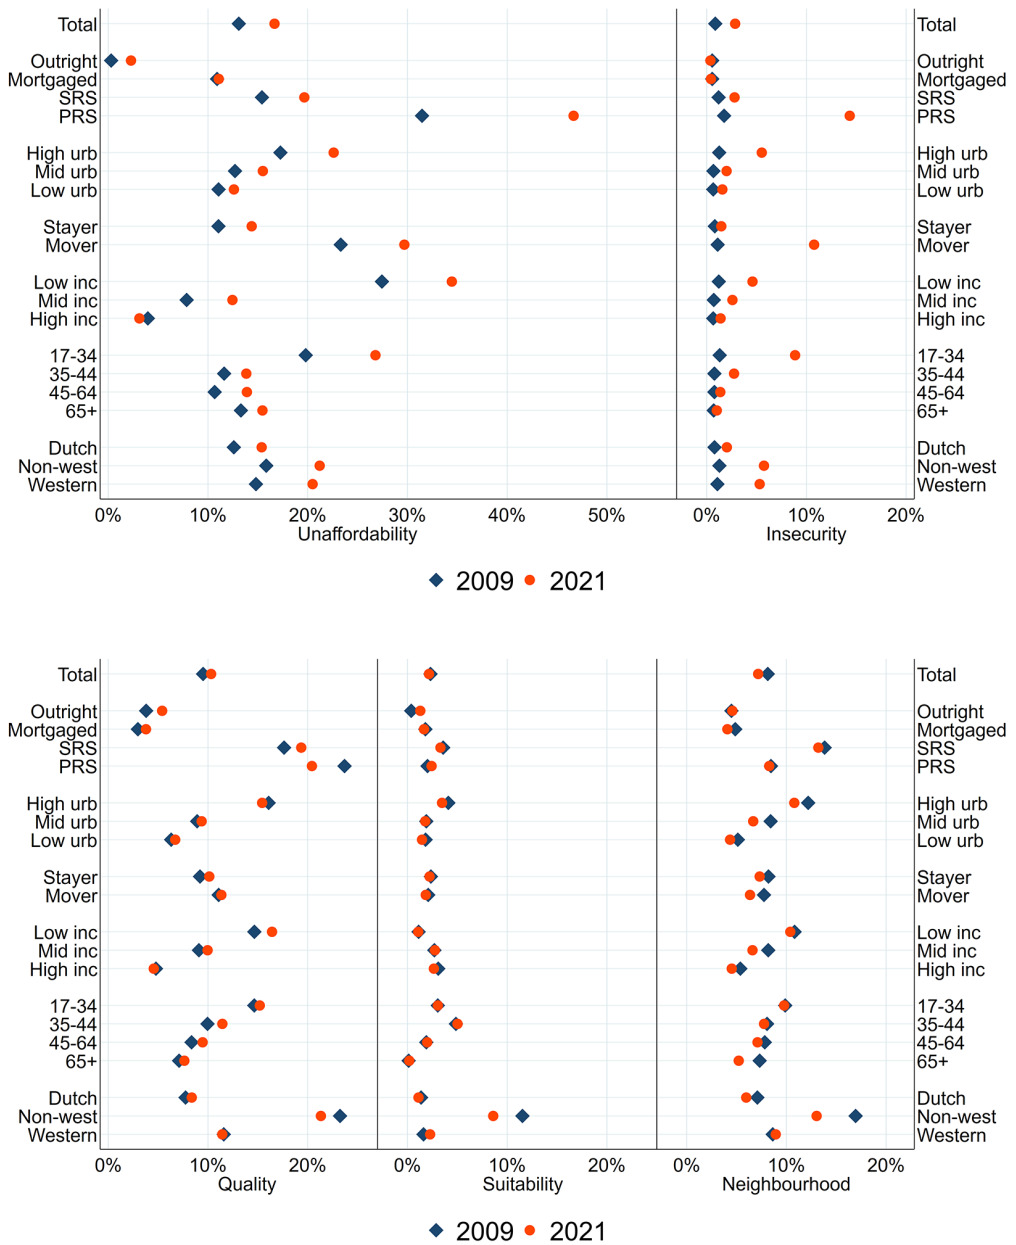 Total Total
Outright Outright
Mortgaged Mortgaged
SRS SRS
PRS PRS
High urb High urb
Mid urb Mid urb
Low urb Low urb
Stayer Stayer
Mover Mover
Low inc Low inc
Mid inc Mid inc
High inc High inc
17-34 17-34
35-44 35-44
45-64 45-64
65+ 65+
Dutch Dutch
Non-west Non-west
Western Western
0% 10% 20% 30% 40% 50% 0% 10% 20%
Unaffordability Insecurity
2009 2021
Total Total
Outright Outright
Mortgaged Mortgaged
SRS SRS
PRS PRS
High urb High urb
Mid urb Mid urb
Low urb Low urb
Stayer Stayer
Mover Mover
Low inc Low inc
Mid inc Mid inc
High inc High inc
17-34 17-34
35-44 35-44
45-64 45-64
65+ 65+
Dutch Dutch
Non-west Non-west
Western Western
0% 10% 20% 0% 10% 20% 0% 10% 20%
Quality Suitability Neighbourhood
2009 2021